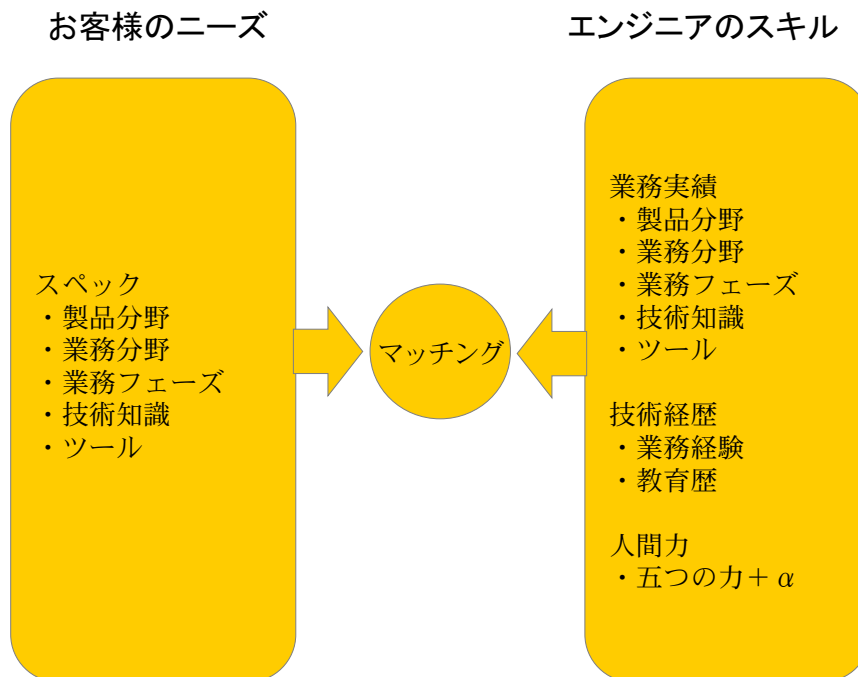 お客様のニーズ
エンジニアのスキル
スペック
・製品分野
・業務分野
・業務フェーズ
・技術知識
・ツール
マッチング
業務実績
・製品分野
・業務分野
・業務フェーズ
・技術知識
・ツール
技術経歴
・業務経験
・教育歴
人間力
・五つの力＋α